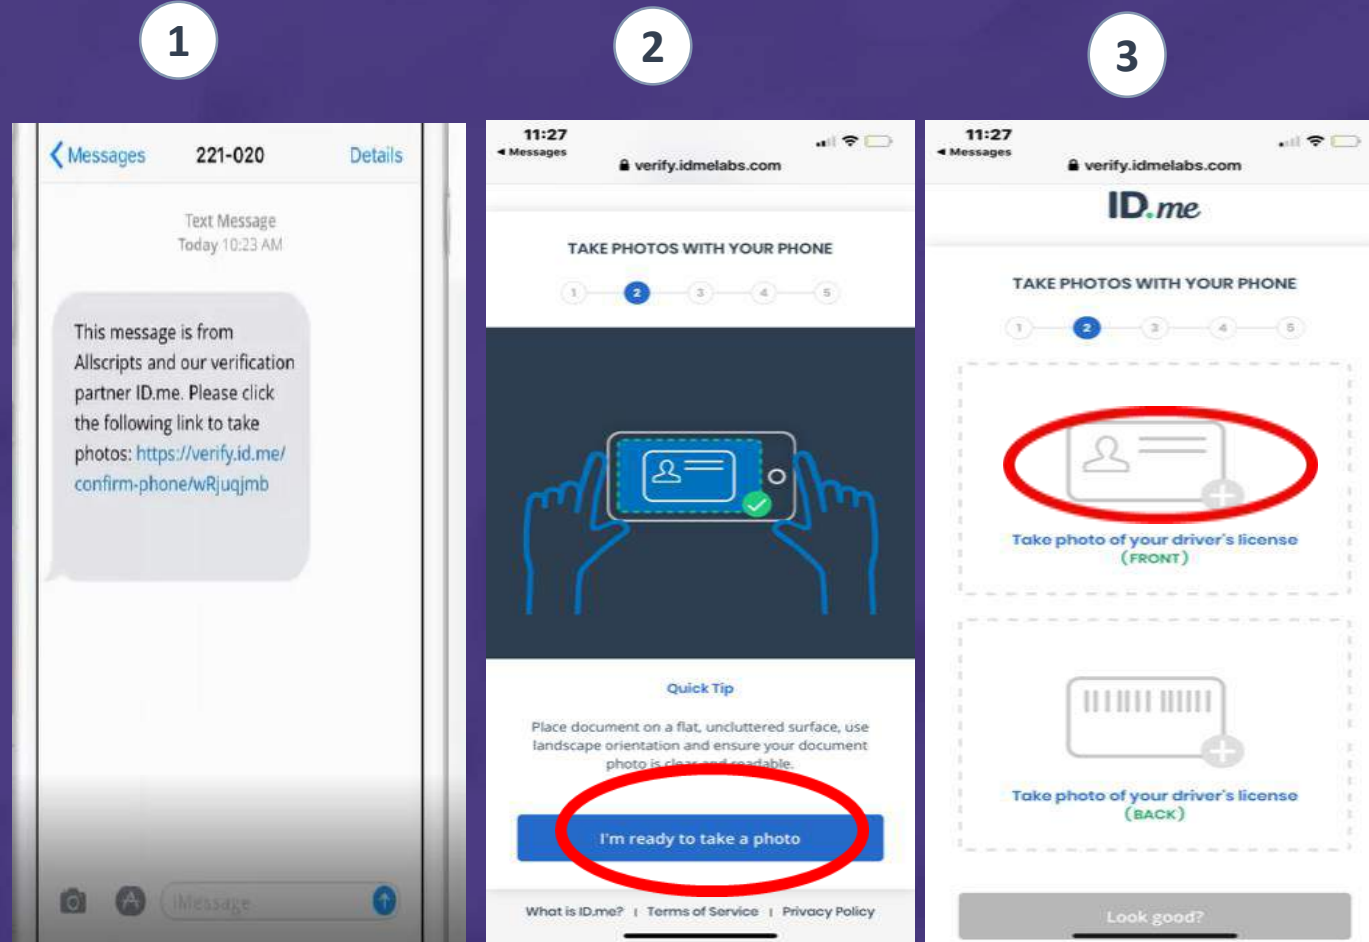 1
2
3
Messages
221-020
Details
Text Message
Today 10:23 AM
This message is from
Allscripts and our verification
partner ID.me. Please click
the following link to take
photos: https://verify.id.me/
confirm-phone/wRjuqjmb
iMessage
11:27
Messages
verify.idmelabs.com
TAKE PHOTOS WITH YOUR PHONE
1 2 3 4 5
Quick Tip
Place document on a flat, uncluttered surface, use
landscape orientation and ensure your document
photo is clear and readable.
I'm ready to take a photo
What is ID.me? | Terms of Service | Privacy Policy
11:27
Messages
verify.idmelabs.com
ID.me
TAKE PHOTOS WITH YOUR PHONE
1 2 3 4 5
Take photo of your driver's license
(FRONT)
Take photo of your driver's license
(BACK)
Look good?